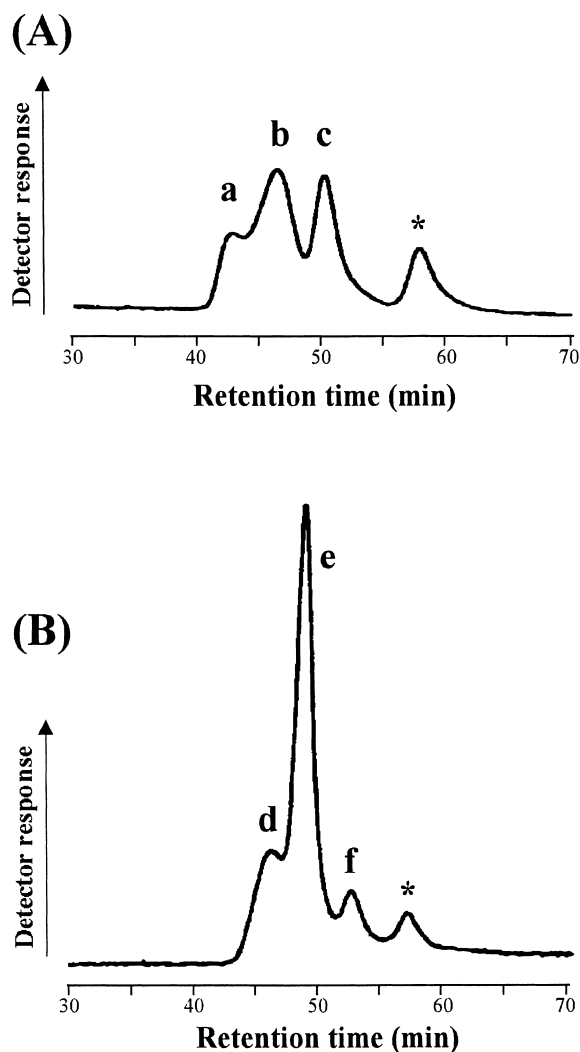 (A)
Detector response
a
b
c
*
30 40 50 60 70
Retention time (min)
(B)
Detector response
d
e
f
*
30 40 50 60 70
Retention time (min)